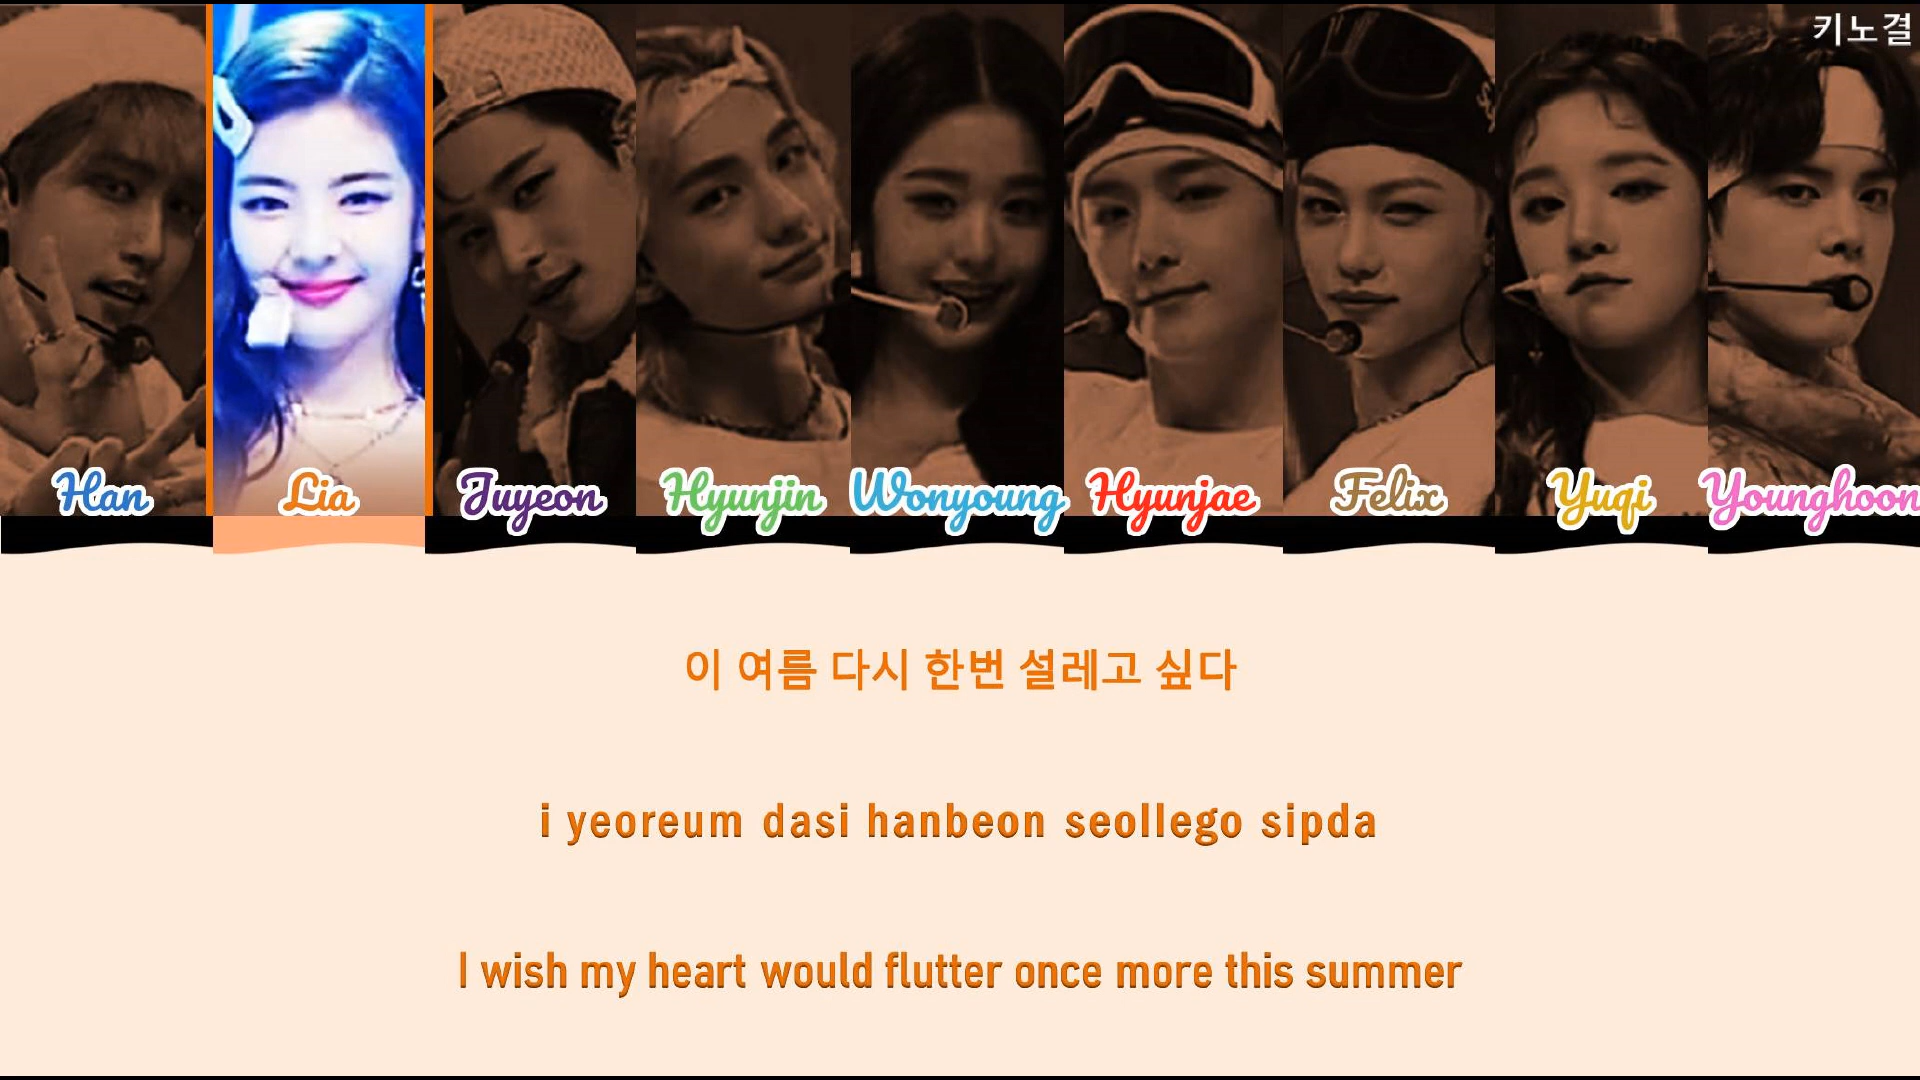 키노결
Han Lia Juyeon Hyunjin Wonyoung Hyunjae Felix Yuqi Younghoon
이 여름 다시 한번 설레고 싶다
i yeoreum dasi hanbeon seollego sipda
I wish my heart would flutter once more this summer